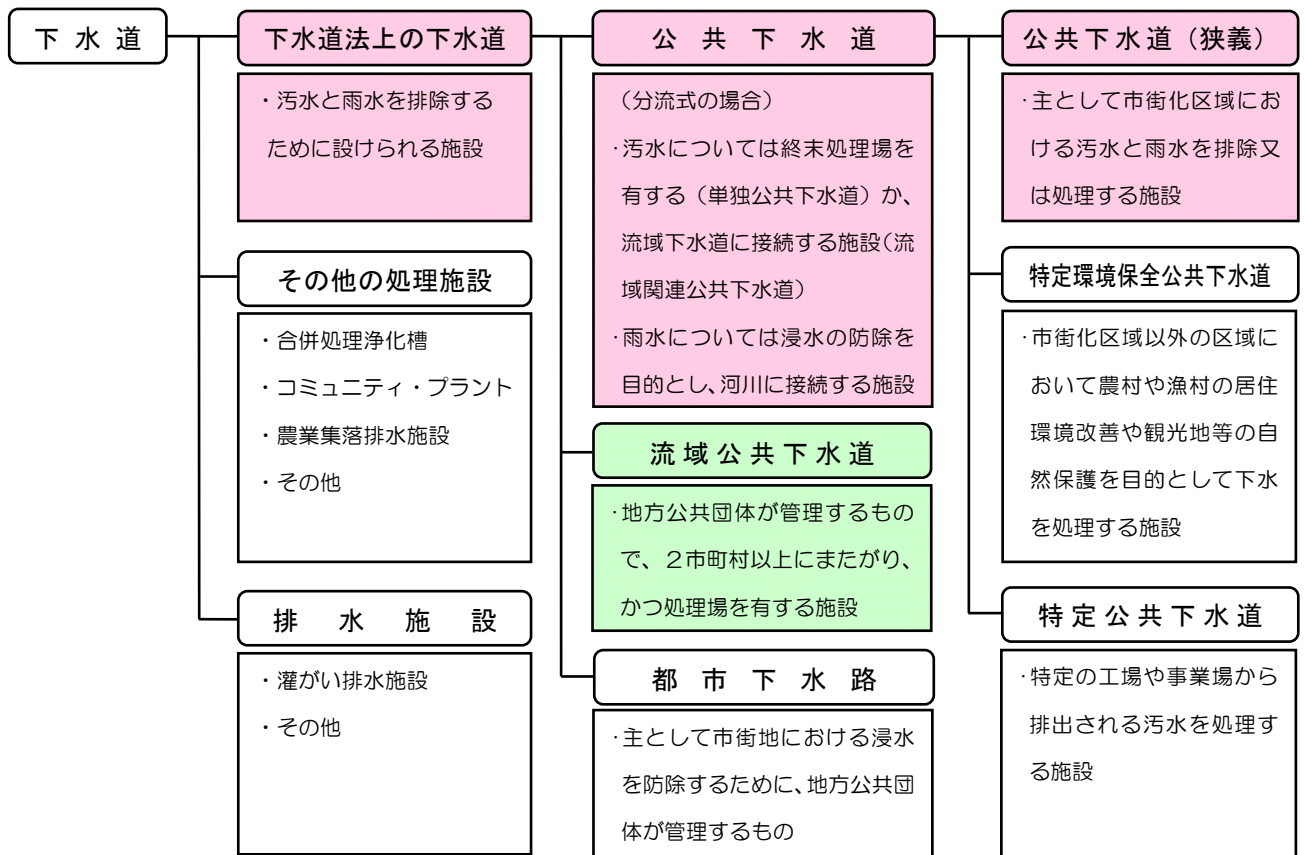 下水道
下水道法上の下水道
・汚水と雨水を排除する
ために設けられる施設
その他の処理施設
・合併処理浄化槽
・コミュニティ・プラント
・農業集落排水施設
・その他
排水施設
・灌がい排水施設
・その他
公共下水道
（分流式の場合）
・汚水については終末処理場を
有する（単独公共下水道）か、
流域下水道に接続する施設（流
域関連公共下水道）
・雨水については浸水の防除を
目的とし、河川に接続する施設
流域公共下水道
・地方公共団体が管理するもの
で、２市町村以上にまたがり、
かつ処理場を有する施設
都市下水路
・主として市街地における浸水
を防除するために、地方公共団
体が管理するもの
公共下水道（狭義）
・主として市街化区域にお
ける汚水と雨水を排除又
は処理する施設
特定環境保全公共下水道
・市街化区域以外の区域に
おいて農村や漁村の居住
環境改善や観光地等の自
然保護を目的として下水
を処理する施設
特定公共下水道
・特定の工場や事業場から
排出される汚水を処理す
る施設